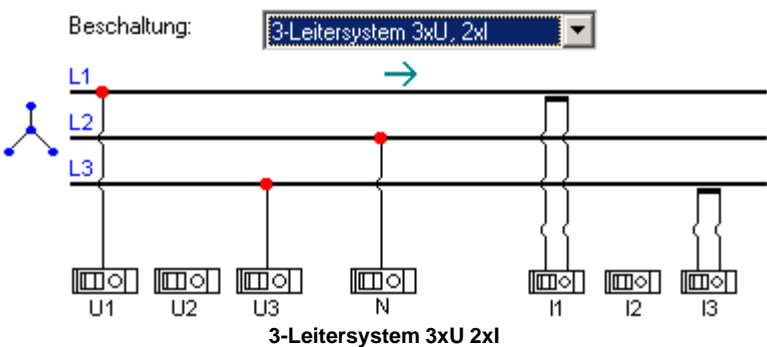 Beschaltung: 3-Leitersystem 3xU, 2xI
L1
L2
L3
U1 U2 U3 N I1 I2 I3
3-Leitersystem 3xU 2xI